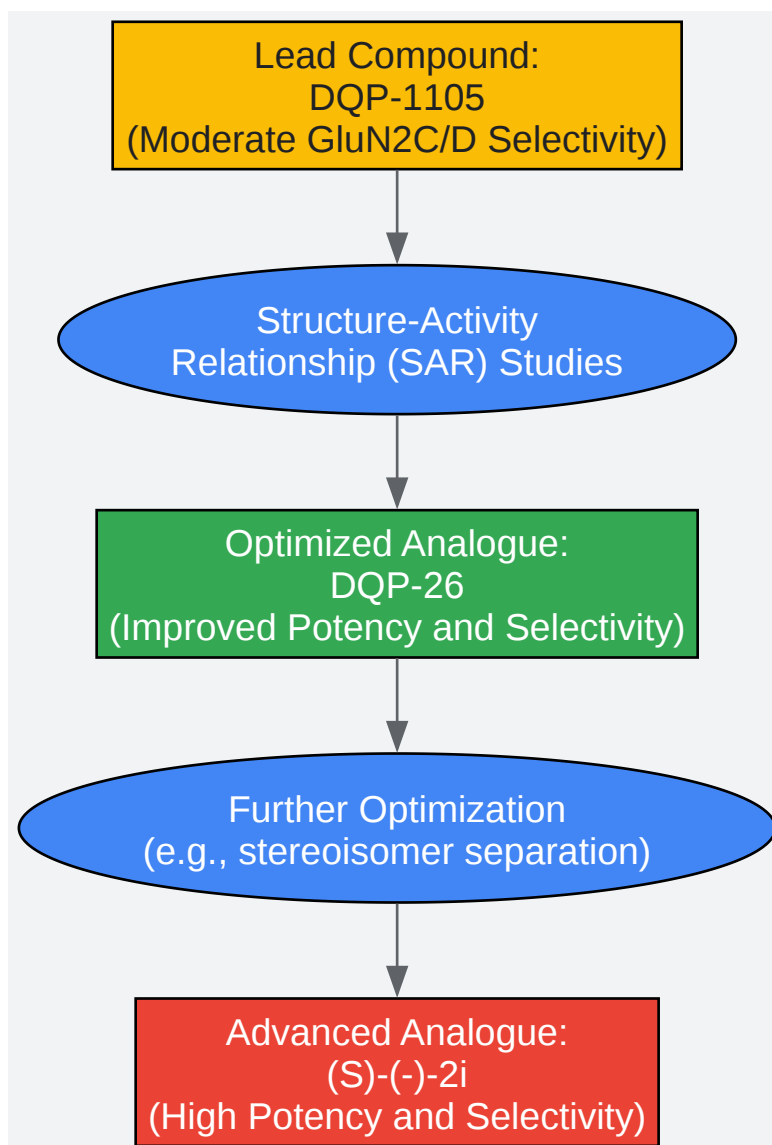 Lead Compound:
DQP-1105
(Moderate GluN2C/D Selectivity)
Structure-Activity
Relationship (SAR) Studies
Optimized Analogue:
DQP-26
(Improved Potency and Selectivity)
Further Optimization
(e.g., stereoisomer separation)
Advanced Analogue:
(S)-(-)-2i
(High Potency and Selectivity)